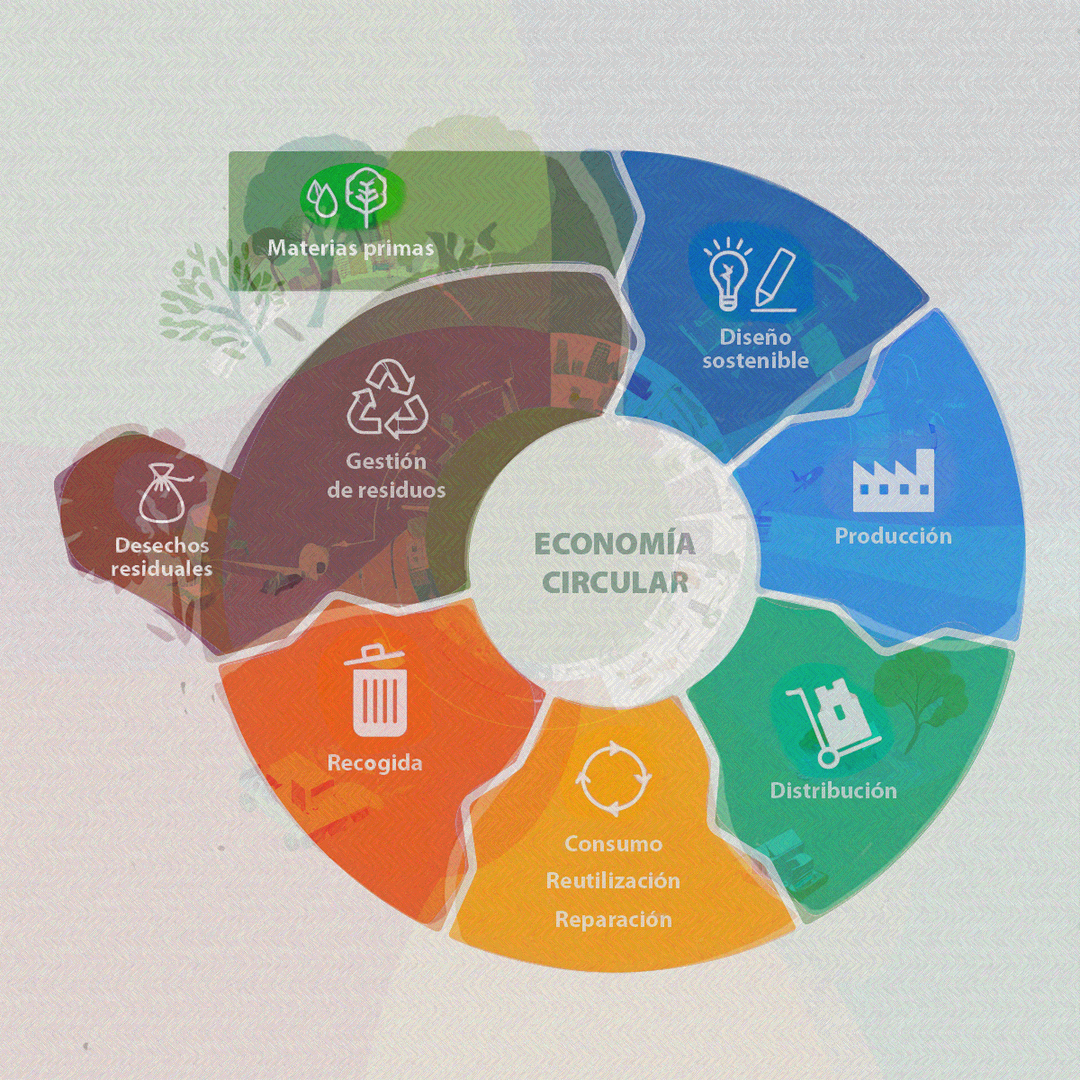 Materias primas
Diseño
sostenible
Gestión
de residuos
Desechos
residuales
Producción
ECONOMÍA
CIRCULAR
Recogida
Distribución
Consumo
Reutilización
Reparación